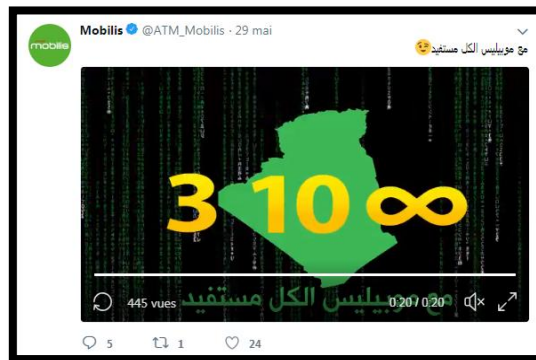 mobilis
Mobilis @ATM_Mobilis · 29 mai
مع موبيليس الكل مستفيد😉
3 10 ∞
مع موبيليس الكل مستفيد
445 vues 0:20 / 0:20
5 1 24